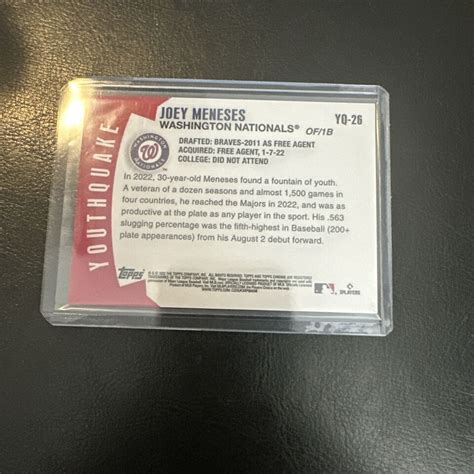 JOEY MENESES
YQ-26
WASHINGTON NATIONALS® OF/1B
DRAFTED: BRAVES-2011 AS FREE AGENT
ACQUIRED: FREE AGENT, 1-7-22
COLLEGE: DID NOT ATTEND
YOUTHQUAKE
WASHINGTON
W
NATIONALS
In 2022, 30-year-old Meneses found a fountain of youth.
A veteran of a dozen seasons and almost 1,500 games in
four countries, he reached the Majors in 2022, and was as
productive at the plate as any player in the sport. His .563
slugging percentage was the fifth-highest in Baseball (200+
plate appearances) from his August 2 debut forward.
Topps
PLAYERS